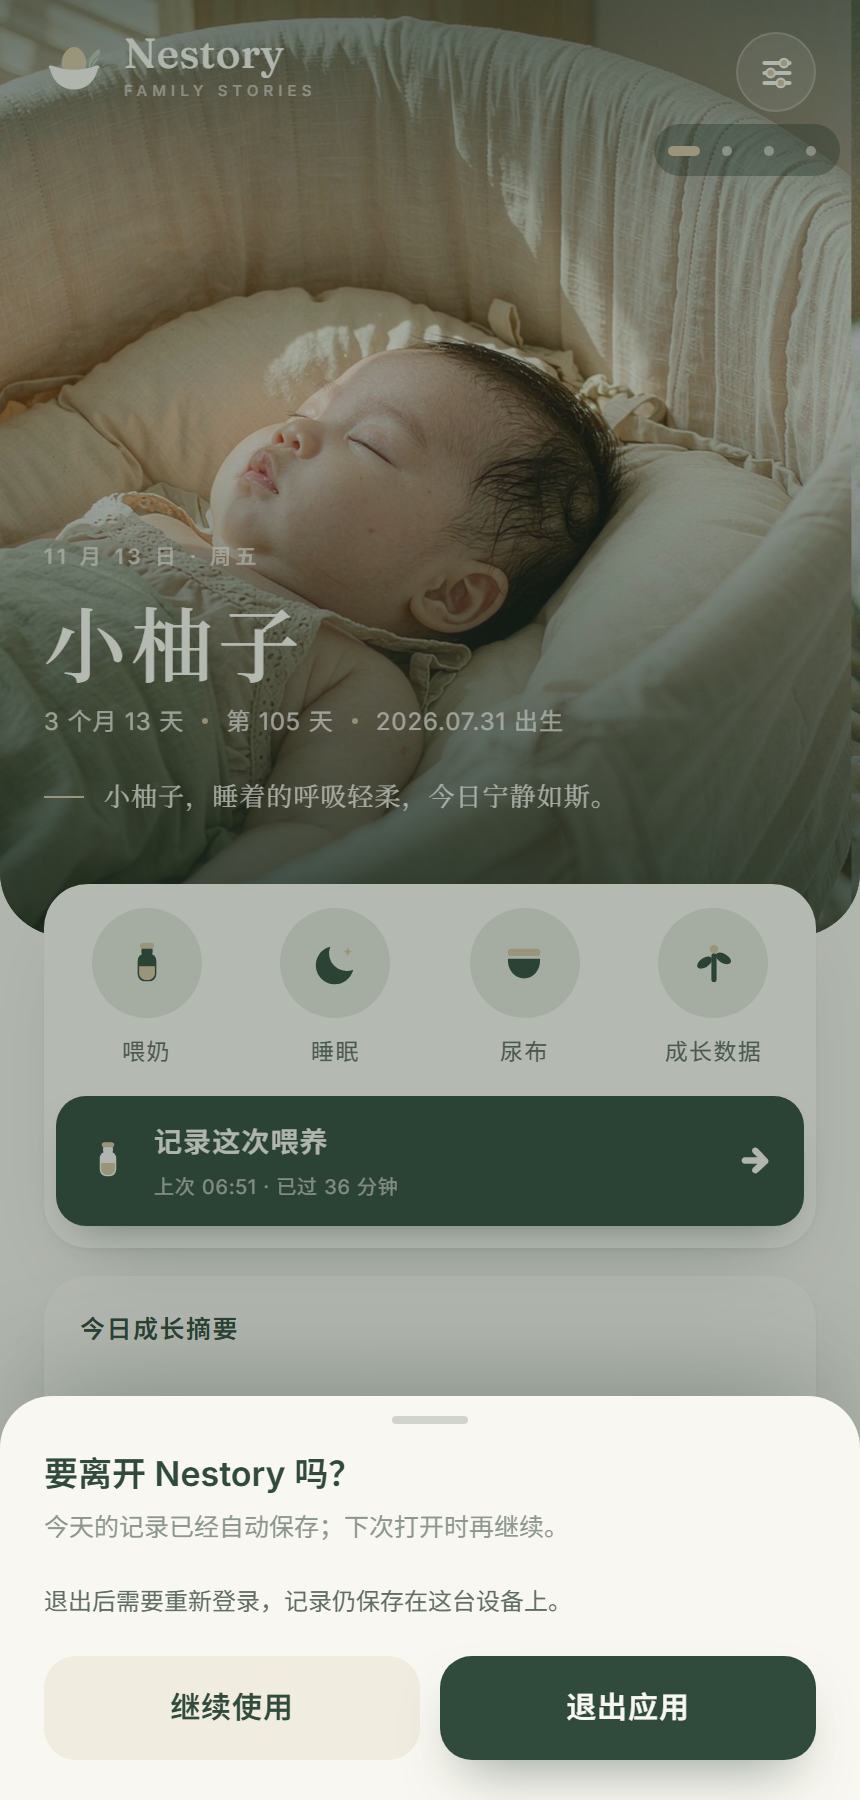 Nestory
FAMILY STORIES
11 月 13 日 · 周五
小柚子
3 个月 13 天 • 第 105 天 • 2026.07.31 出生
小柚子，睡着的呼吸轻柔，今日宁静如斯。
喂奶 睡眠 尿布 成长数据
记录这次喂养
上次 06:51 · 已过 36 分钟
今日成长摘要
要离开 Nestory 吗？
今天的记录已经自动保存；下次打开时再继续。
退出后需要重新登录，记录仍保存在这台设备上。
继续使用 退出应用